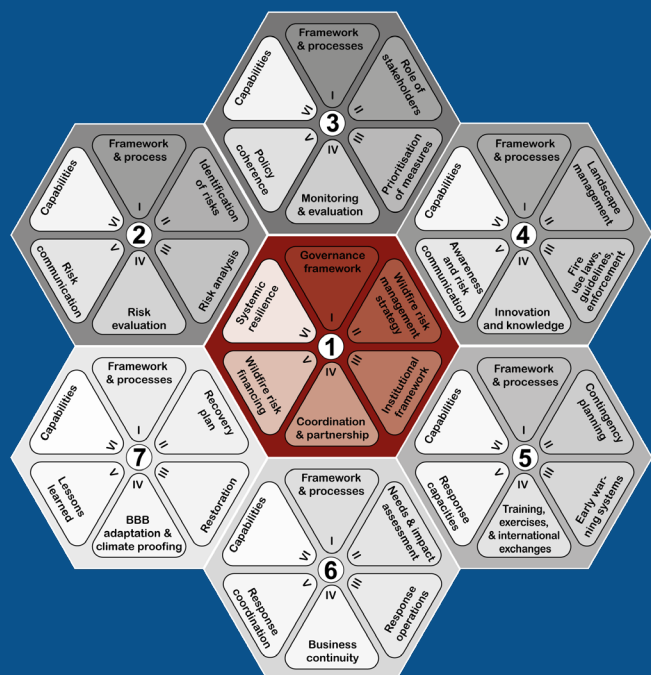 Framework
& processes
I
Role of
stakeholders
II
Prioritisation
of measures
III
Monitoring
& evaluation
IV
Policy
coherence
V
Capabilities
VI
3
Framework
& process
I
Identification
of risks
II
Risk analysis
III
Risk
evaluation
IV
Risk
communication
V
Capabilities
VI
2
Framework
& processes
I
Landscape
management
II
Fire
use laws,
guidelines,
enforcement
III
Innovation
and knowledge
IV
Awareness
and risk
communication
V
Capabilities
VI
4
Governance
framework
I
Wildfire risk
management
strategy
II
Institutional
framework
III
Coordination
& partnership
IV
Wildfire risk
financing
V
Systemic
resilience
VI
1
Framework
& processes
I
Recovery
plan
II
Restoration
III
BBB
adaptation &
climate proofing
IV
Lessons
learned
V
Capabilities
VI
7
Framework
& processes
I
Contingency
planning
II
Early war-
ning systems
III
Training,
exercises,
& international
exchanges
IV
Response
capacities
V
Capabilities
VI
5
Framework
& processes
I
Needs & impact
assessment
II
Response
operations
III
Business
continuity
IV
Response
coordination
V
Capabilities
VI
6